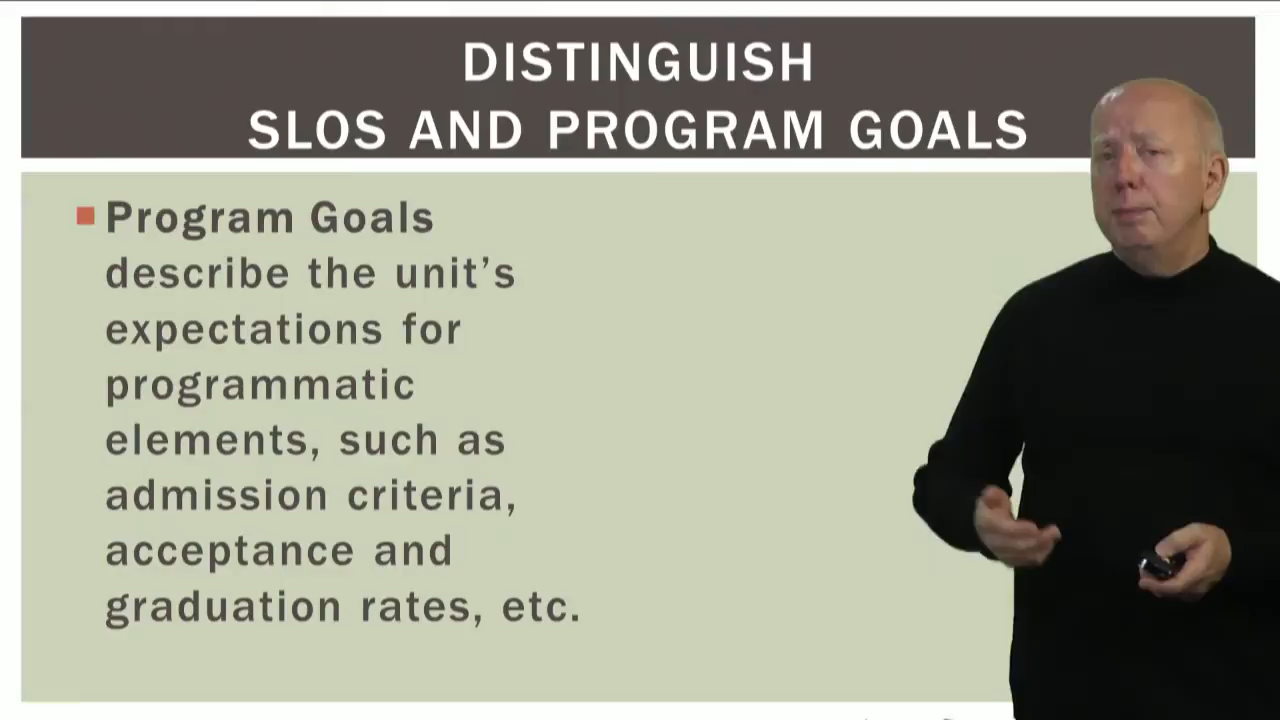 DISTINGUISH
SLOS AND PROGRAM GOALS
Program Goals
describe the unit’s
expectations for
programmatic
elements, such as
admission criteria,
acceptance and
graduation rates, etc.